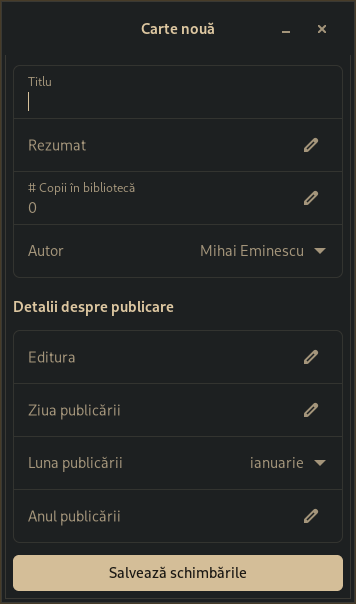 Carte nouă
Titlu
Rezumat
# Copii în bibliotecă
0
Autor Mihai Eminescu
Detalii despre publicare
Editura
Ziua publicării
Luna publicării ianuarie
Anul publicării
Salvează schimbările